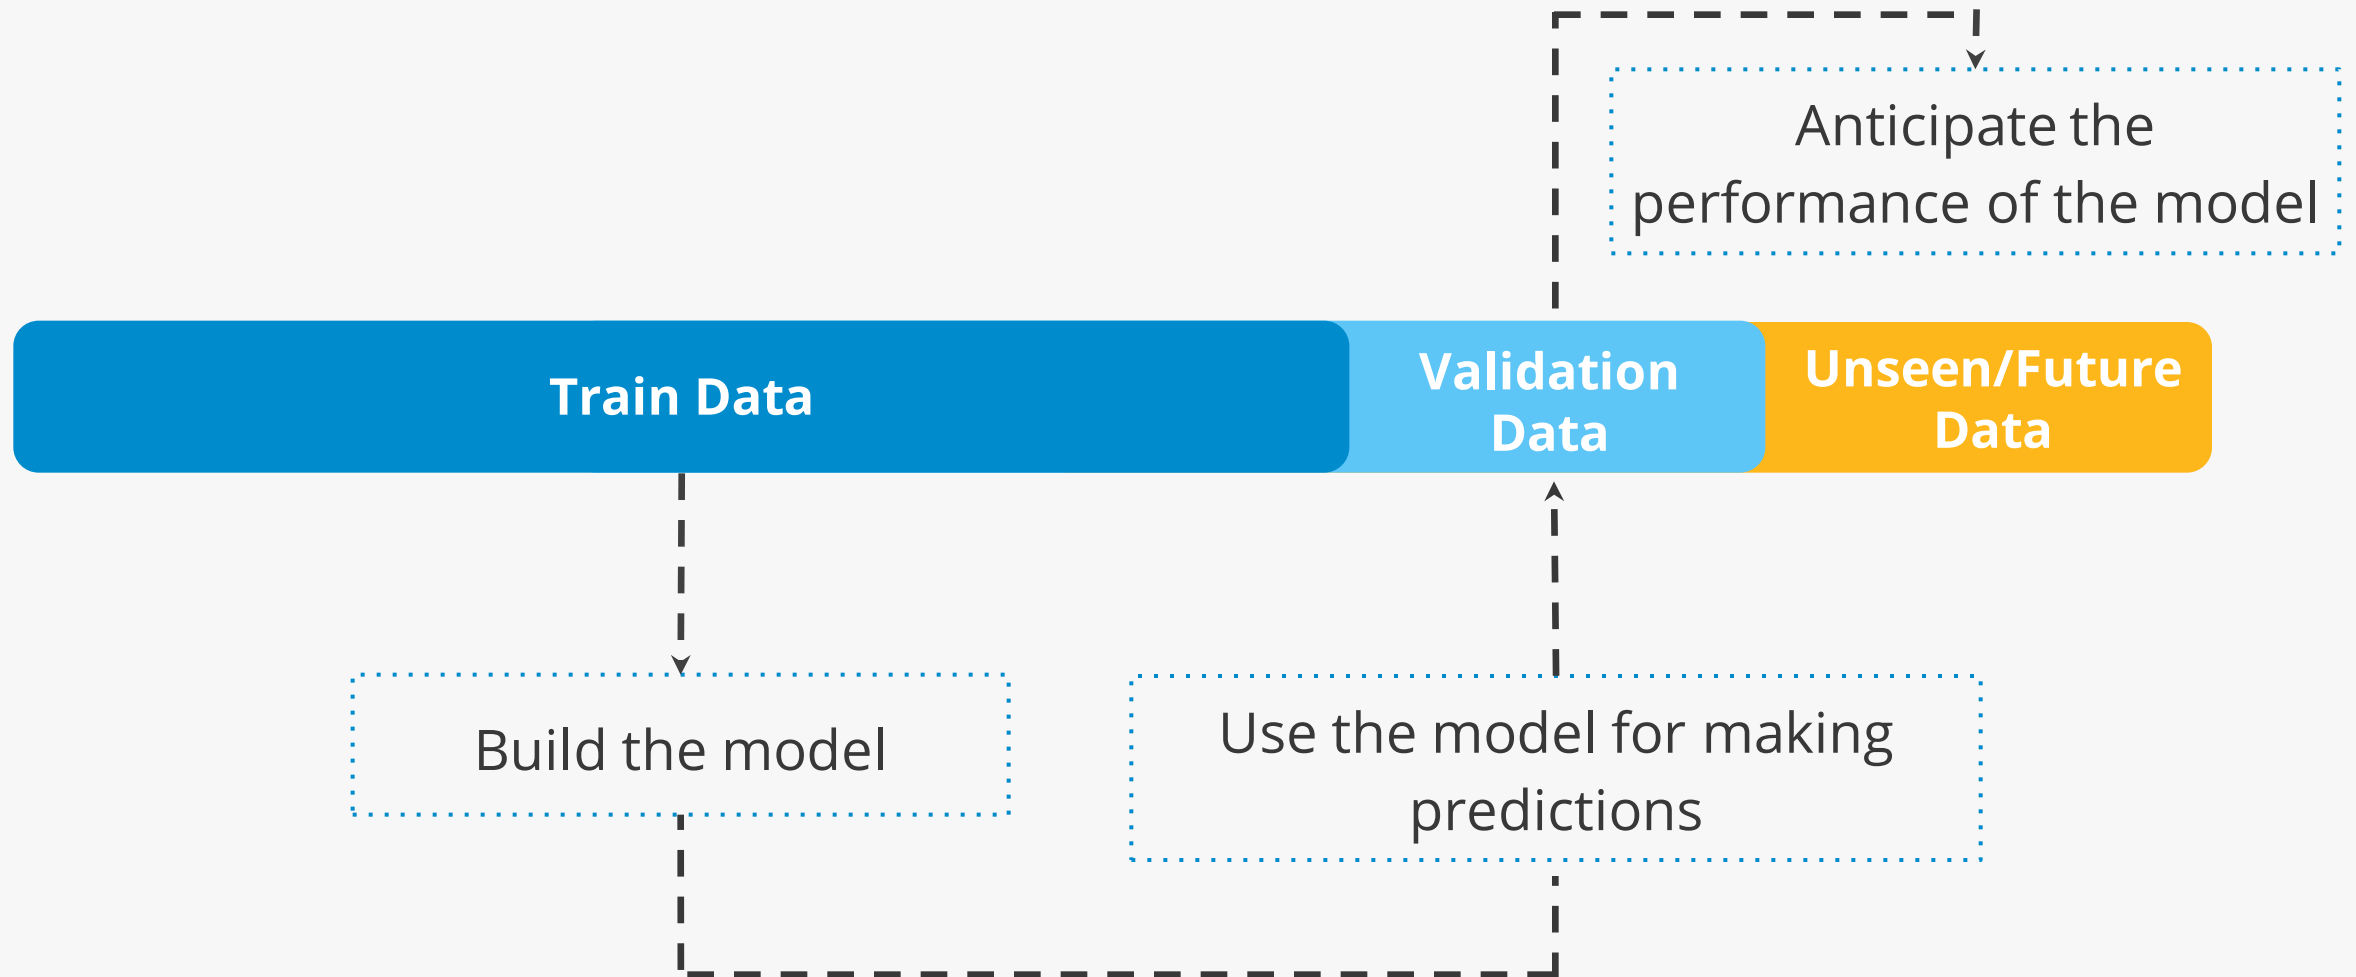 Anticipate the
performance of the model
Train Data
Validation
Data
Unseen/Future
Data
Build the model
Use the model for making
predictions